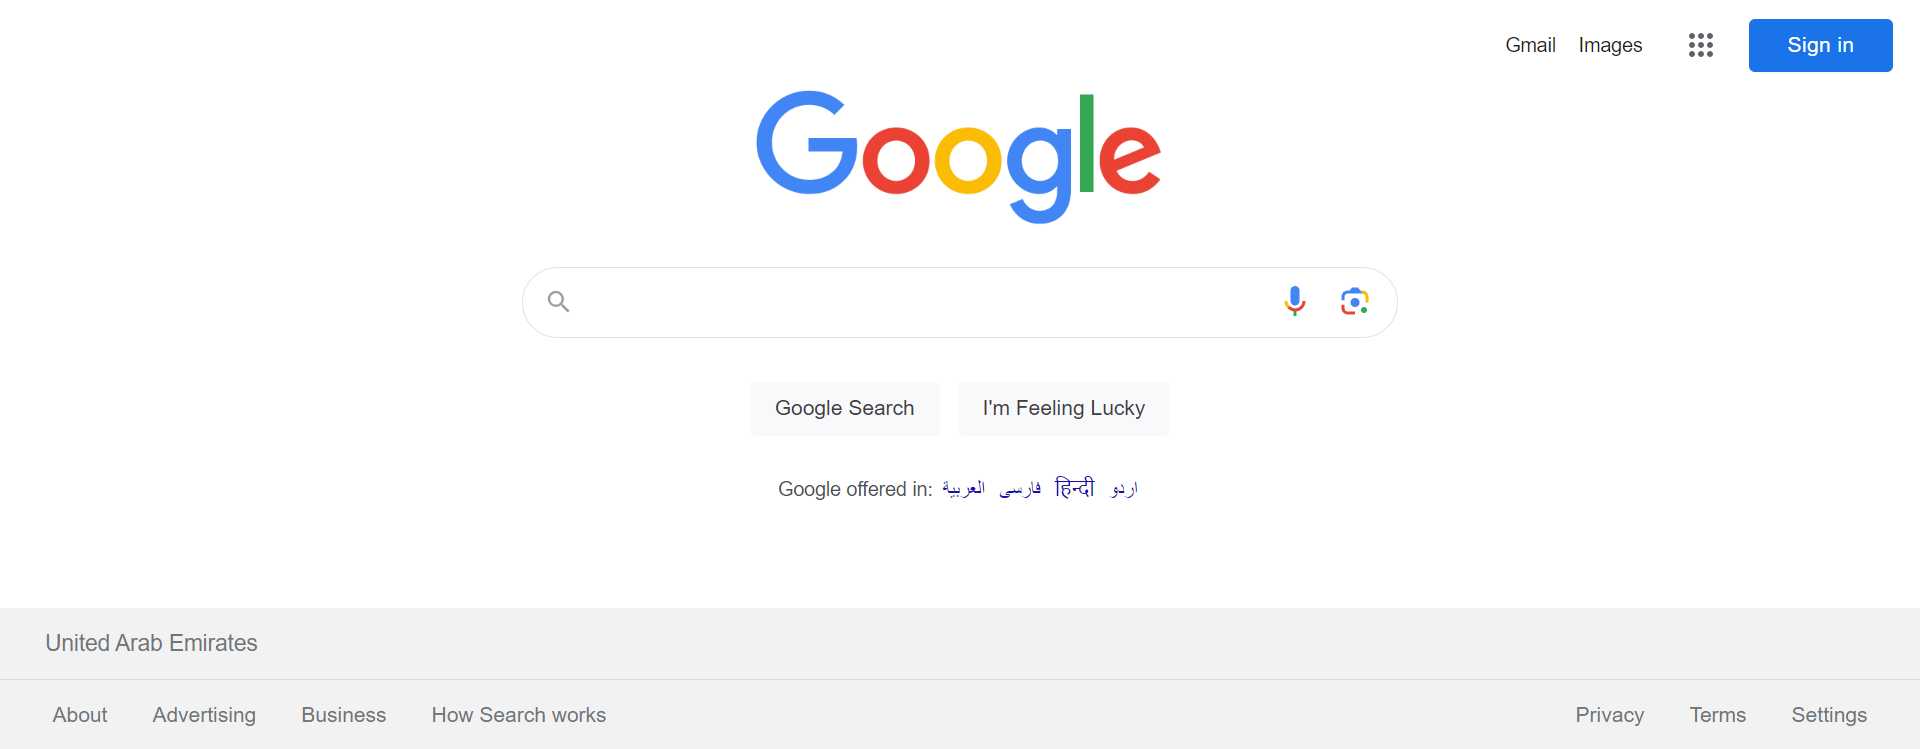 Gmail Images Sign in
Google
Google Search I'm Feeling Lucky
Google offered in: العربية فارسی हिन्दी اردو
United Arab Emirates
About Advertising Business How Search works Privacy Terms Settings